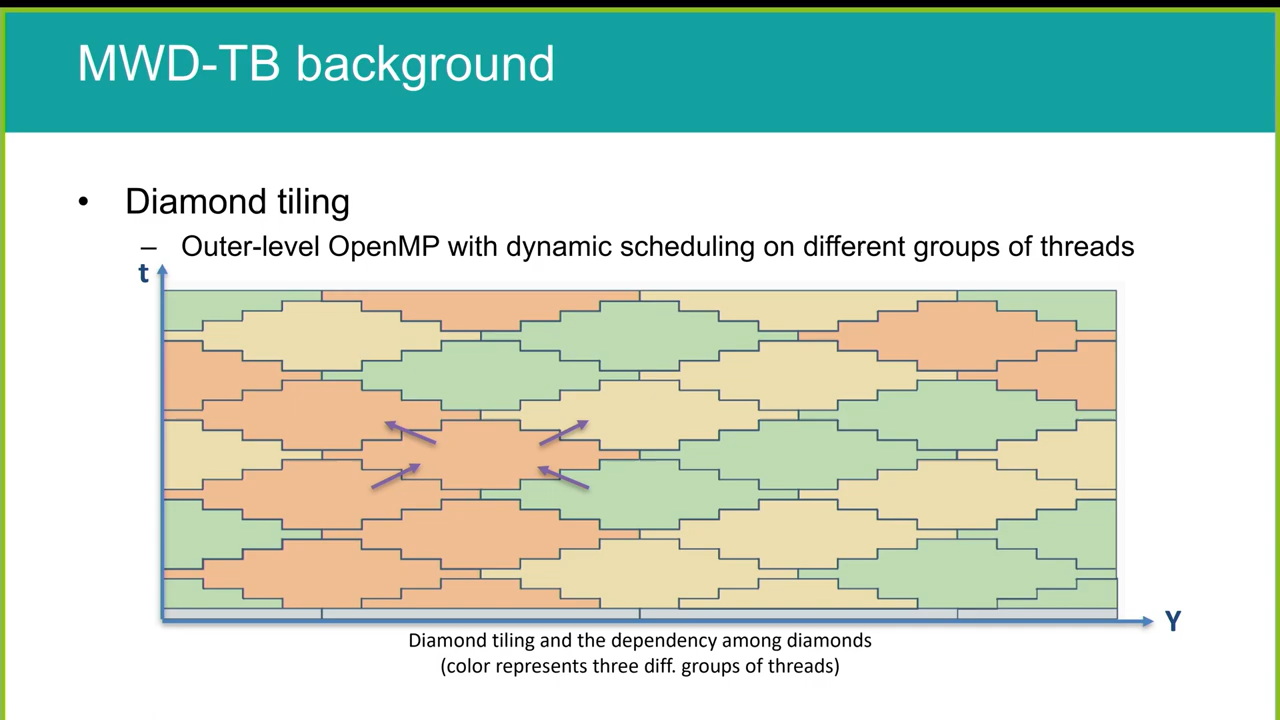 MWD-TB background
• Diamond tiling
– Outer-level OpenMP with dynamic scheduling on different groups of threads
t
Y
Diamond tiling and the dependency among diamonds
(color represents three diff. groups of threads)